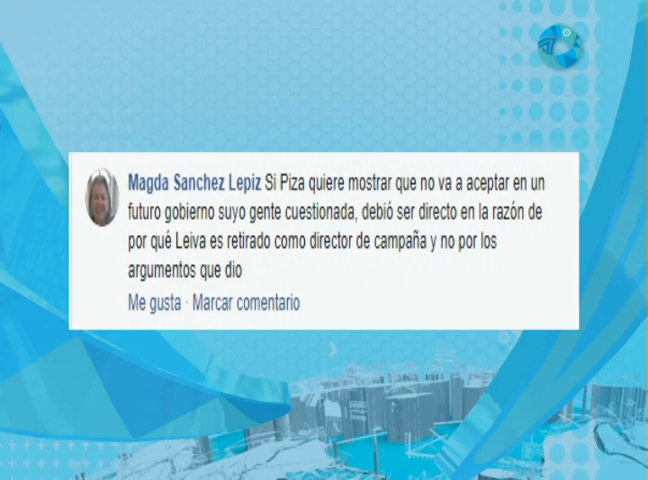 Magda Sanchez Lepiz Si Piza quiere mostrar que no va a aceptar en un
futuro gobierno suyo gente cuestionada, debió ser directo en la razón de
por qué Leiva es retirado como director de campaña y no por los
argumentos que dio
Me gusta · Marcar comentario